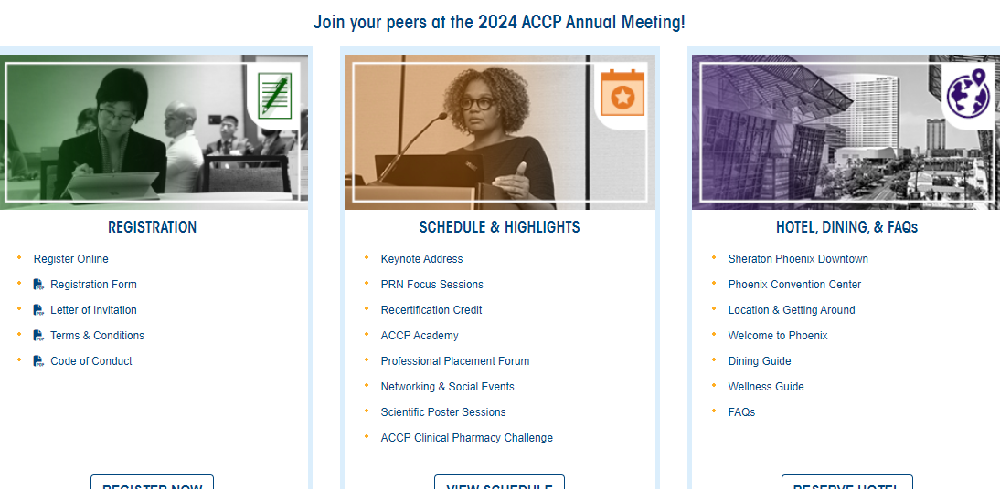 Join your peers at the 2024 ACCP Annual Meeting!
REGISTRATION
Register Online
Registration Form
Letter of Invitation
Terms & Conditions
Code of Conduct
REGISTER NOW
SCHEDULE & HIGHLIGHTS
Keynote Address
PRN Focus Sessions
Recertification Credit
ACCP Academy
Professional Placement Forum
Networking & Social Events
Scientific Poster Sessions
ACCP Clinical Pharmacy Challenge
VIEW SCHEDULE
HOTEL, DINING, & FAQs
Sheraton Phoenix Downtown
Phoenix Convention Center
Location & Getting Around
Welcome to Phoenix
Dining Guide
Wellness Guide
FAQs
RESERVE HOTEL